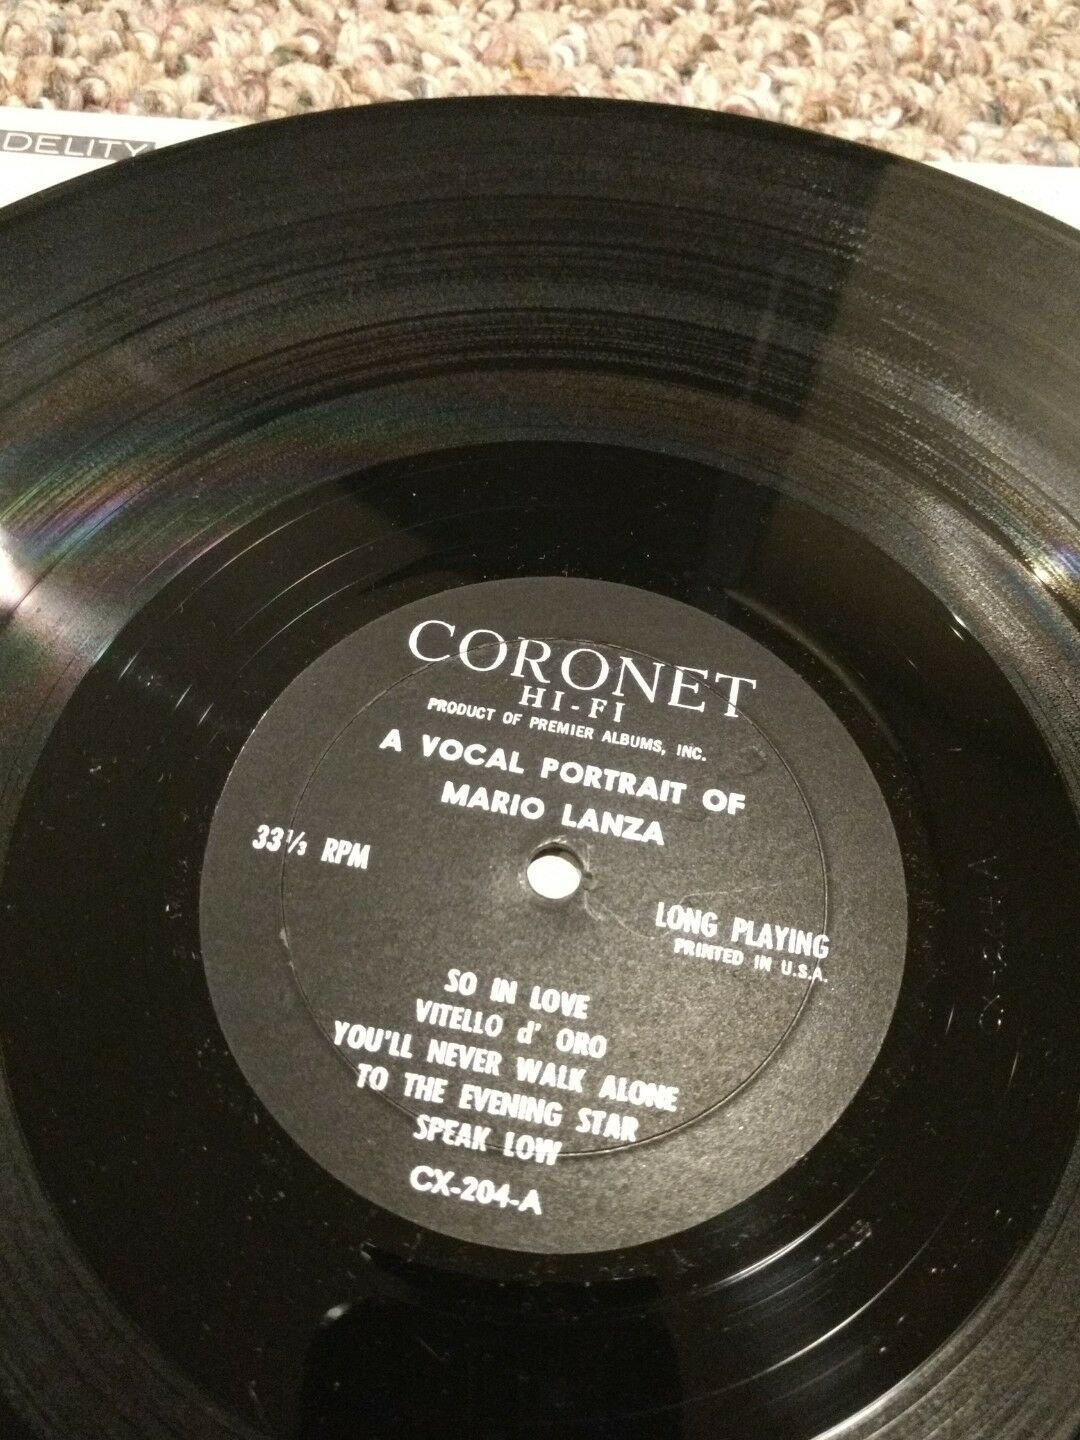 DELITY
CORONET
HI-FI
PRODUCT OF PREMIER ALBUMS, INC.
A VOCAL PORTRAIT OF
MARIO LANZA
33⅓ RPM
LONG PLAYING
PRINTED IN U.S.A.
SO IN LOVE
VITELLO d' ORO
YOU'LL NEVER WALK ALONE
TO THE EVENING STAR
SPEAK LOW
CX-204-A